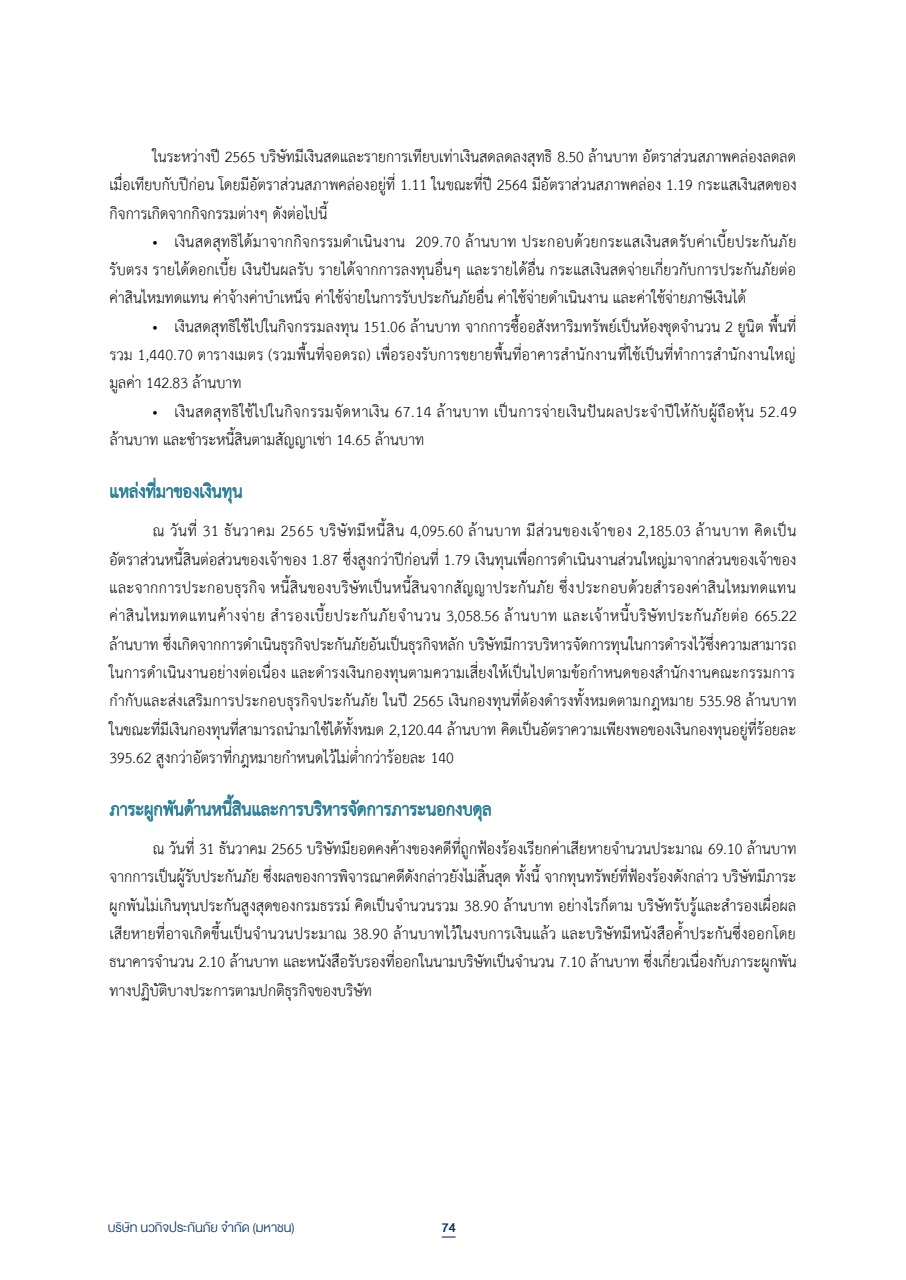 ในระหว่างปี 2565 บริษัทมีเงินสดและรายการเทียบเท่าเงินสดลดลงสุทธิ 8.50 ล้านบาท อัตราส่วนสภาพคล่องลดลด
เมื่อเทียบกับปีก่อน โดยมีอัตราส่วนสภาพคล่องอยู่ที่ 1.11 ในขณะที่ปี 2564 มีอัตราส่วนสภาพคล่อง 1.19 กระแสเงินสดของ
กิจการเกิดจากกิจกรรมต่างๆ ดังต่อไปนี้
• เงินสดสุทธิได้มาจากกิจกรรมดำเนินงาน 209.70 ล้านบาท ประกอบด้วยกระแสเงินสดรับค่าเบี้ยประกันภัย
รับตรง รายได้ดอกเบี้ย เงินปันผลรับ รายได้จากการลงทุนอื่นๆ และรายได้อื่น กระแสเงินสดจ่ายเกี่ยวกับการประกันภัยต่อ
ค่าสินไหมทดแทน ค่าจ้างค่าบำเหน็จ ค่าใช้จ่ายในการรับประกันภัยอื่น ค่าใช้จ่ายดำเนินงาน และค่าใช้จ่ายภาษีเงินได้
• เงินสดสุทธิใช้ไปในกิจกรรมลงทุน 151.06 ล้านบาท จากการซื้ออสังหาริมทรัพย์เป็นห้องชุดจำนวน 2 ยูนิต พื้นที่
รวม 1,440.70 ตารางเมตร (รวมพื้นที่จอดรถ) เพื่อรองรับการขยายพื้นที่อาคารสำนักงานที่ใช้เป็นที่ทำการสำนักงานใหญ่
มูลค่า 142.83 ล้านบาท
• เงินสดสุทธิใช้ไปในกิจกรรมจัดหาเงิน 67.14 ล้านบาท เป็นการจ่ายเงินปันผลประจำปีให้กับผู้ถือหุ้น 52.49
ล้านบาท และชำระหนี้สินตามสัญญาเช่า 14.65 ล้านบาท
แหล่งที่มาของเงินทุน
ณ วันที่ 31 ธันวาคม 2565 บริษัทมีหนี้สิน 4,095.60 ล้านบาท มีส่วนของเจ้าของ 2,185.03 ล้านบาท คิดเป็น
อัตราส่วนหนี้สินต่อส่วนของเจ้าของ 1.87 ซึ่งสูงกว่าปีก่อนที่ 1.79 เงินทุนเพื่อการดำเนินงานส่วนใหญ่มาจากส่วนของเจ้าของ
และจากการประกอบธุรกิจ หนี้สินของบริษัทเป็นหนี้สินจากสัญญาประกันภัย ซึ่งประกอบด้วยสำรองค่าสินไหมทดแทน
ค่าสินไหมทดแทนค้างจ่าย สำรองเบี้ยประกันภัยจำนวน 3,058.56 ล้านบาท และเจ้าหนี้บริษัทประกันภัยต่อ 665.22
ล้านบาท ซึ่งเกิดจากการดำเนินธุรกิจประกันภัยอันเป็นธุรกิจหลัก บริษัทมีการบริหารจัดการทุนในการดำรงไว้ซึ่งความสามารถ
ในการดำเนินงานอย่างต่อเนื่อง และดำรงเงินกองทุนตามความเสี่ยงให้เป็นไปตามข้อกำหนดของสำนักงานคณะกรรมการ
กำกับและส่งเสริมการประกอบธุรกิจประกันภัย ในปี 2565 เงินกองทุนที่ต้องดำรงทั้งหมดตามกฎหมาย 535.98 ล้านบาท
ในขณะที่มีเงินกองทุนที่สามารถนำมาใช้ได้ทั้งหมด 2,120.44 ล้านบาท คิดเป็นอัตราความเพียงพอของเงินกองทุนอยู่ที่ร้อยละ
395.62 สูงกว่าอัตราที่กฎหมายกำหนดไว้ไม่ต่ำกว่าร้อยละ 140
ภาระผูกพันด้านหนี้สินและการบริหารจัดการภาระนอกงบดุล
ณ วันที่ 31 ธันวาคม 2565 บริษัทมียอดคงค้างของคดีที่ถูกฟ้องร้องเรียกค่าเสียหายจำนวนประมาณ 69.10 ล้านบาท
จากการเป็นผู้รับประกันภัย ซึ่งผลของการพิจารณาคดีดังกล่าวยังไม่สิ้นสุด ทั้งนี้ จากทุนทรัพย์ที่ฟ้องร้องดังกล่าว บริษัทมีภาระ
ผูกพันไม่เกินทุนประกันสูงสุดของกรมธรรม์ คิดเป็นจำนวนรวม 38.90 ล้านบาท อย่างไรก็ตาม บริษัทรับรู้และสำรองเผื่อผล
เสียหายที่อาจเกิดขึ้นเป็นจำนวนประมาณ 38.90 ล้านบาทไว้ในงบการเงินแล้ว และบริษัทมีหนังสือค้ำประกันซึ่งออกโดย
ธนาคารจำนวน 2.10 ล้านบาท และหนังสือรับรองที่ออกในนามบริษัทเป็นจำนวน 7.10 ล้านบาท ซึ่งเกี่ยวเนื่องกับภาระผูกพัน
ทางปฏิบัติบางประการตามปกติธุรกิจของบริษัท
บริษัท นวกิจประกันภัย จำกัด (มหาชน)
74